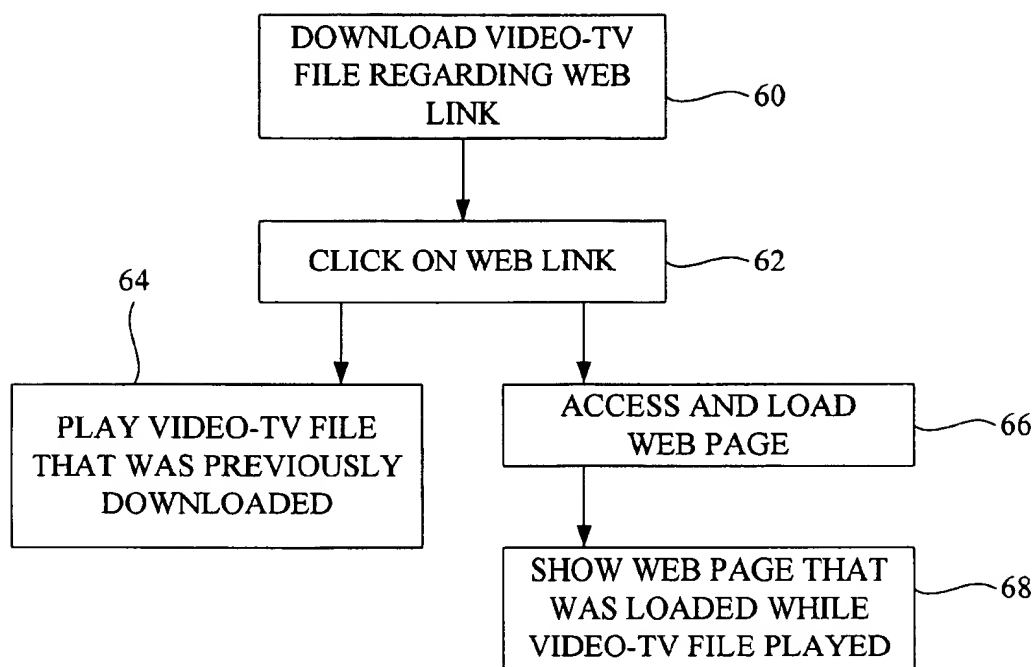 DOWNLOAD VIDEO-TV
FILE REGARDING WEB
LINK
60
CLICK ON WEB LINK
62
64
PLAY VIDEO-TV FILE
THAT WAS PREVIOUSLY
DOWNLOADED
ACCESS AND LOAD
WEB PAGE
66
SHOW WEB PAGE THAT
WAS LOADED WHILE
VIDEO-TV FILE PLAYED
68